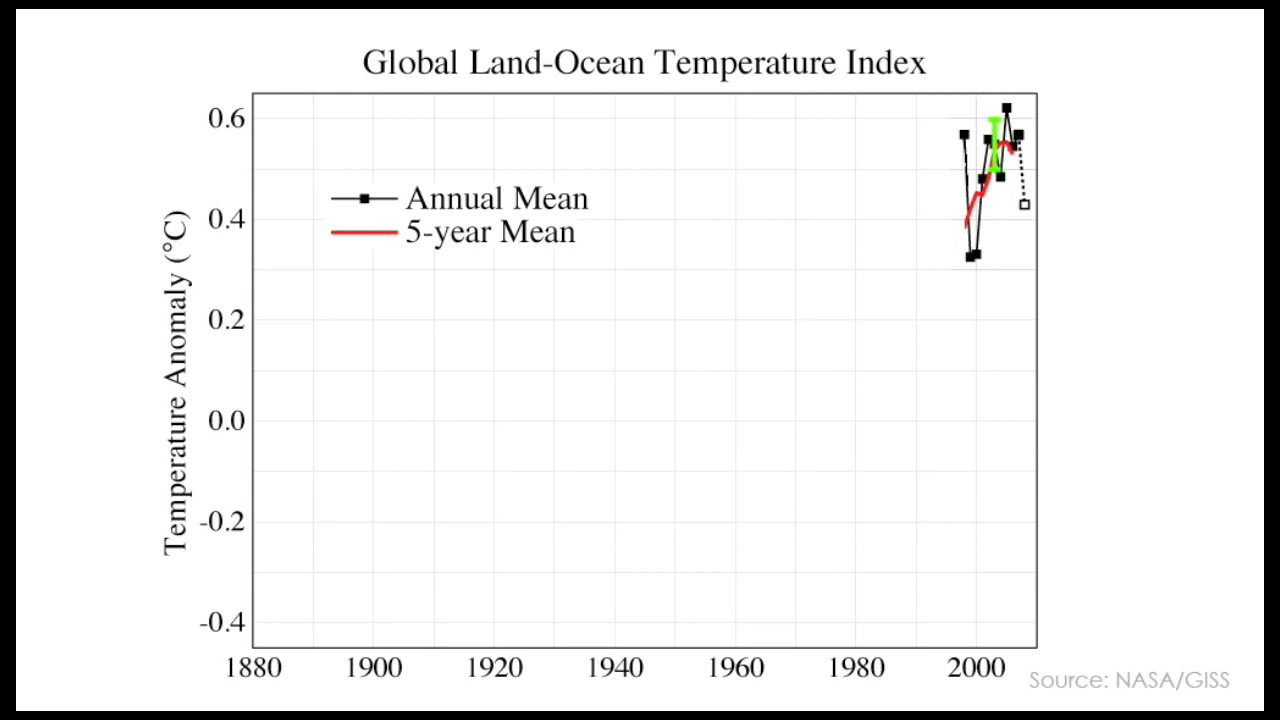 Global Land-Ocean Temperature Index
Temperature Anomaly (°C)
0.6
0.4
0.2
0.0
-0.2
-0.4
Annual Mean
5-year Mean
1880 1900 1920 1940 1960 1980 2000
Source: NASA/GISS